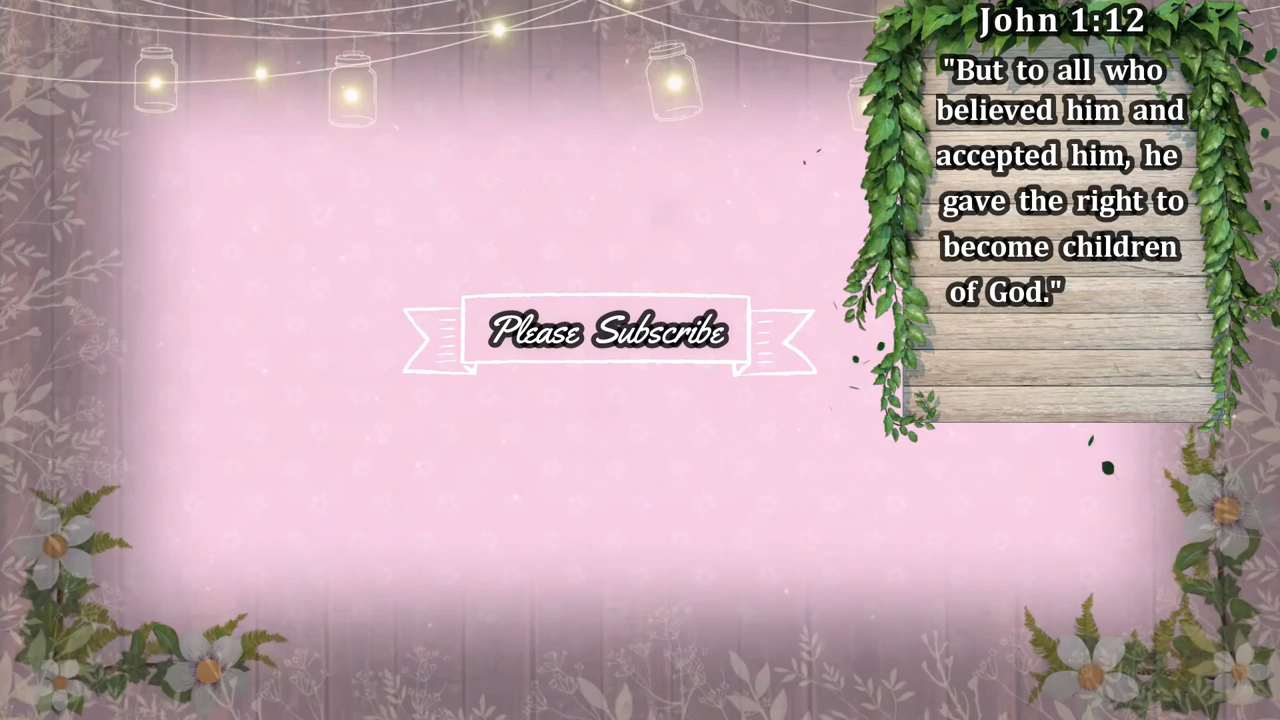 John 1:12
"But to all who
believed him and
accepted him, he
gave the right to
become children
of God."
Please Subscribe